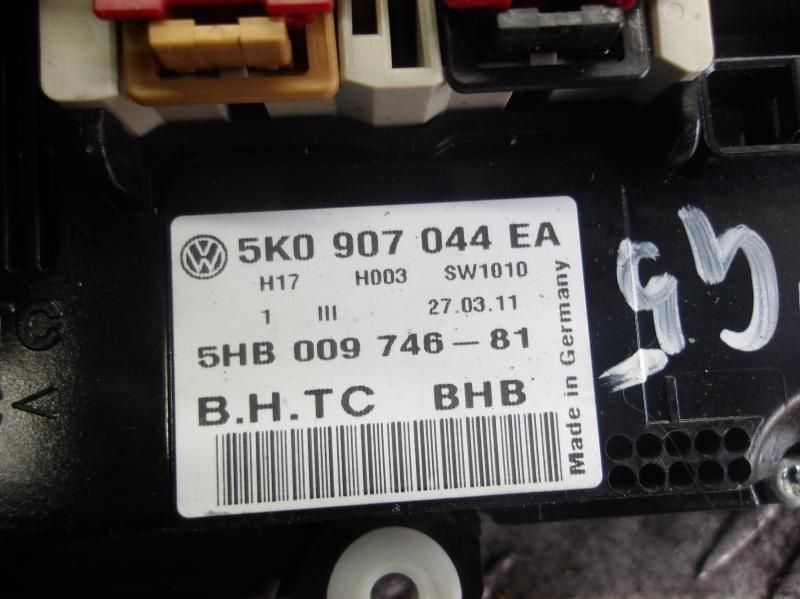 5K0 907 044 EA
H17 H003 SW1010
1 III 27.03.11
5HB 009 746-81
B.H.TC BHB
Made in Germany